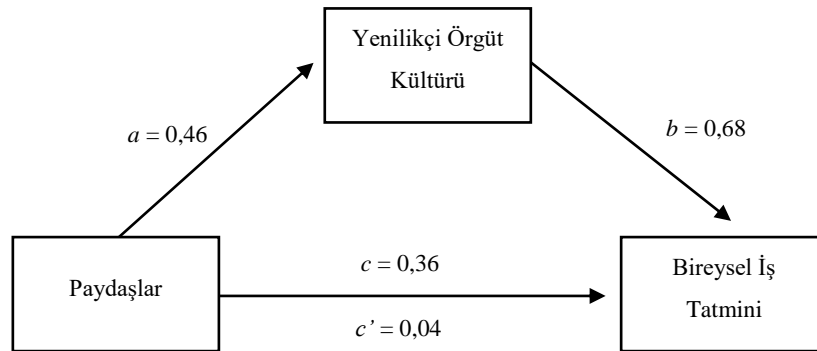 Yenilikçi Örgüt
Kültürü
a = 0,46
b = 0,68
Paydaşlar
c = 0,36
c’ = 0,04
Bireysel İş
Tatmini